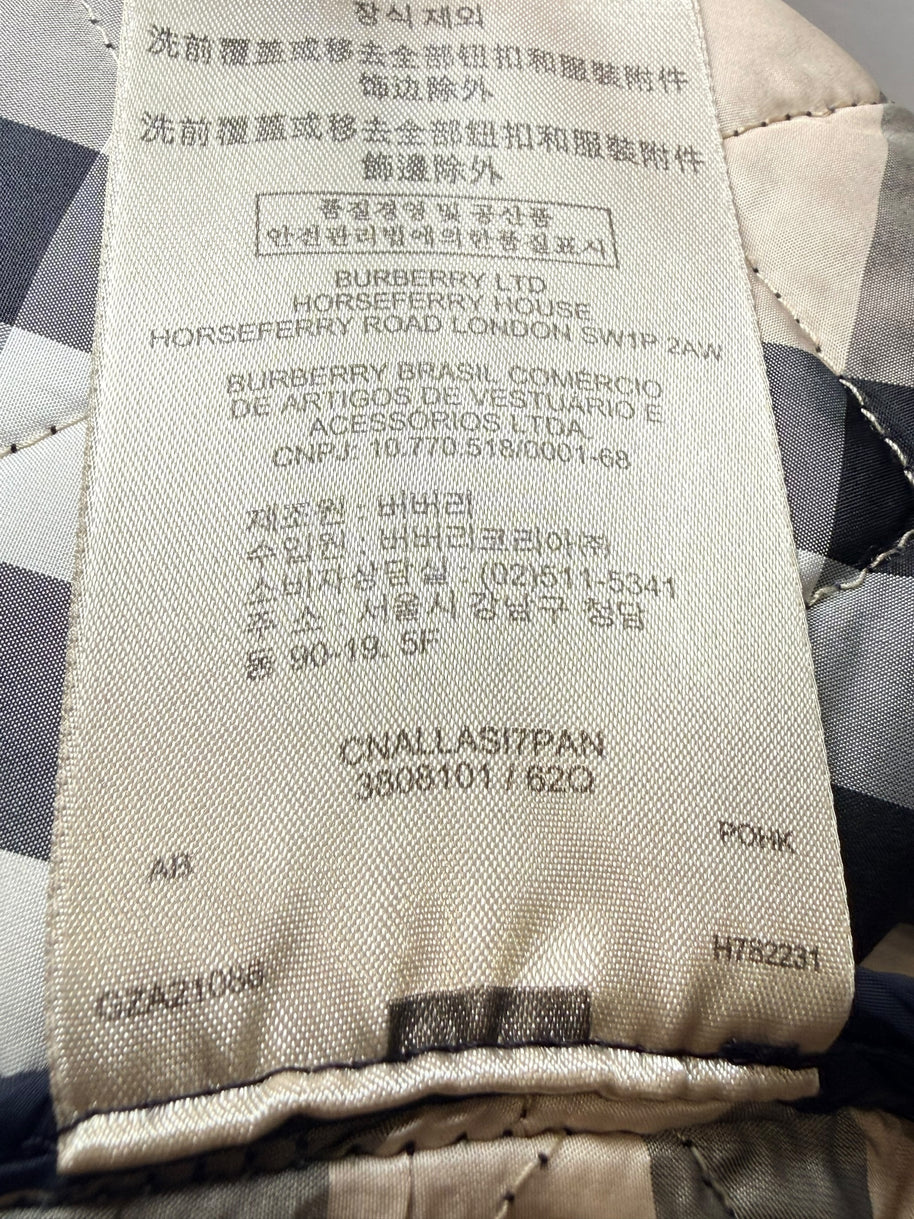 장식 제외
洗前覆蓋或移去全部钮扣和服裝附件
饰边除外
洗前覆蓋或移去全部鈕扣和服裝附件
飾邊除外
품질경영 및 공산품
안전관리법에의한품질표시
BURBERRY LTD
HORSEFERRY HOUSE
HORSEFERRY ROAD LONDON SW1P 2AW
BURBERRY BRASIL COMÉRCIO
DE ARTIGOS DE VESTUÁRIO E
ACESSÓRIOS LTDA
CNPJ: 10.770.518/0001-68
제조원 : 버버리
수입원 : 버버리코리아(주)
소비자상담실 : (02)511-5341
주 소 : 서울시 강남구 청담
동 90-19. 5F
CNALLASI7PAN
3808101 / 62Q
AB
POHK
H782231
GZA21086